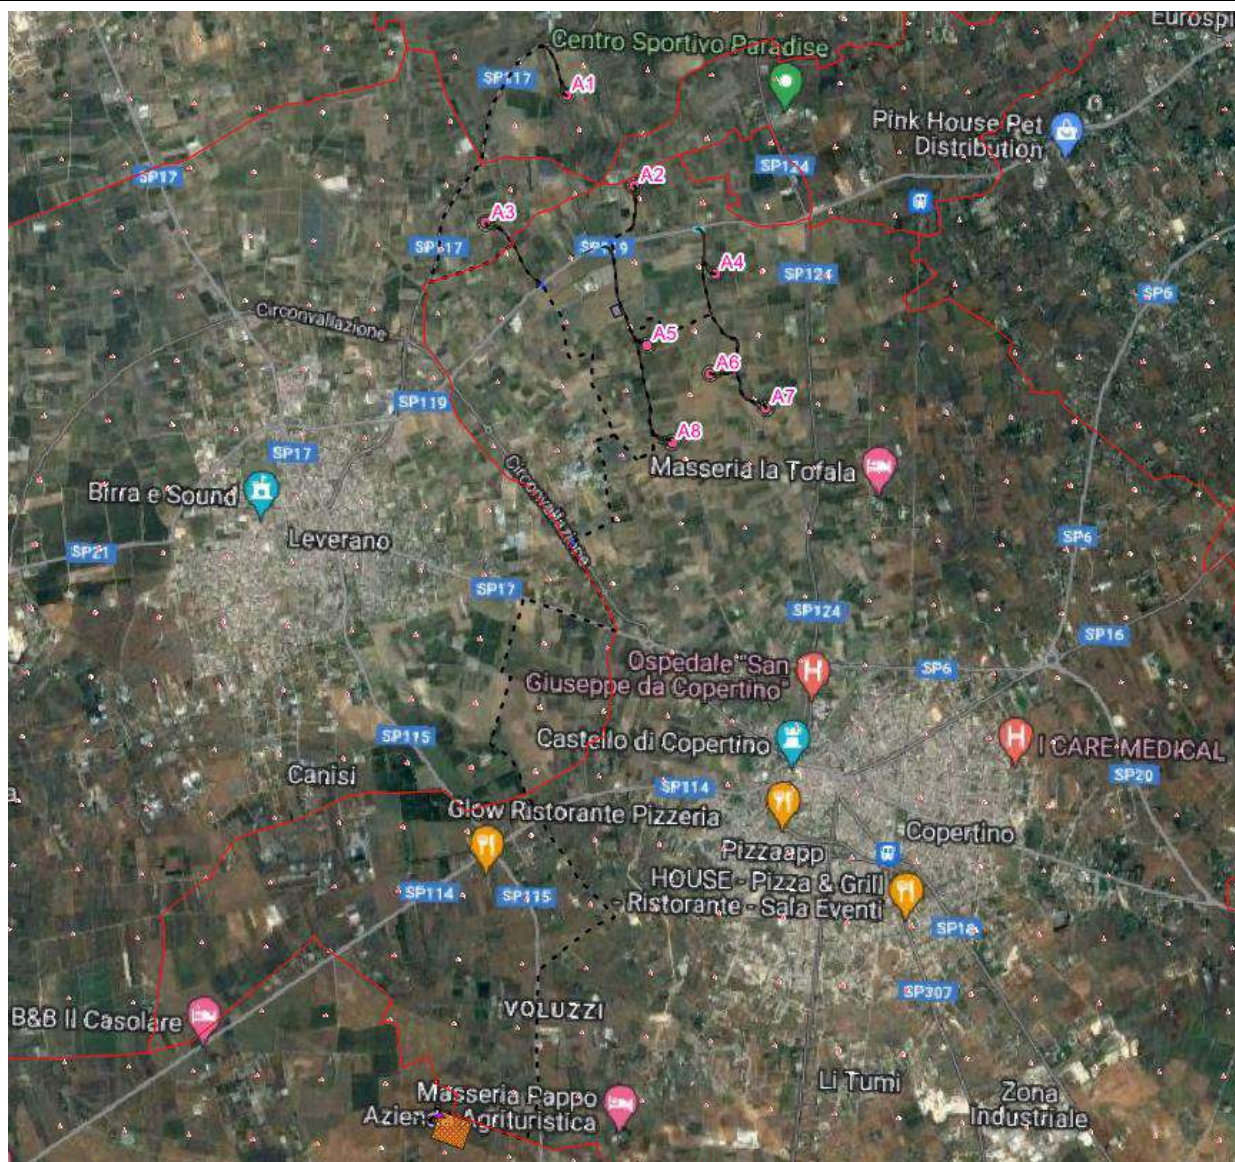 Eurospi
Centro Sportivo Paradise
SP117
A1
Pink House Pet
Distribution
SP124
SP17
A2
A3
SP117
SP119
A4
SP124
SP6
Circonvallazione
A5
A6
A7
SP119
A8
SP17
Masseria la Tofala
Birra e Sound
Circonvallazione
Leverano
SP21
SP6
SP17
SP124
SP16
Ospedale "San
Giuseppe da Copertino"
SP6
SP115
Castello di Copertino
I CARE MEDICAL
Canisi
SP114
SP20
Glow Ristorante Pizzeria
Copertino
Pizzaapp
HOUSE - Pizza & Grill
- Ristorante - Sala Eventi
SP114
SP115
SP18
SP307
B&B Il Casolare
VOLUZZI
Li Tumi
Zona
Industriale
Masseria Pappo
Azienda Agrituristica